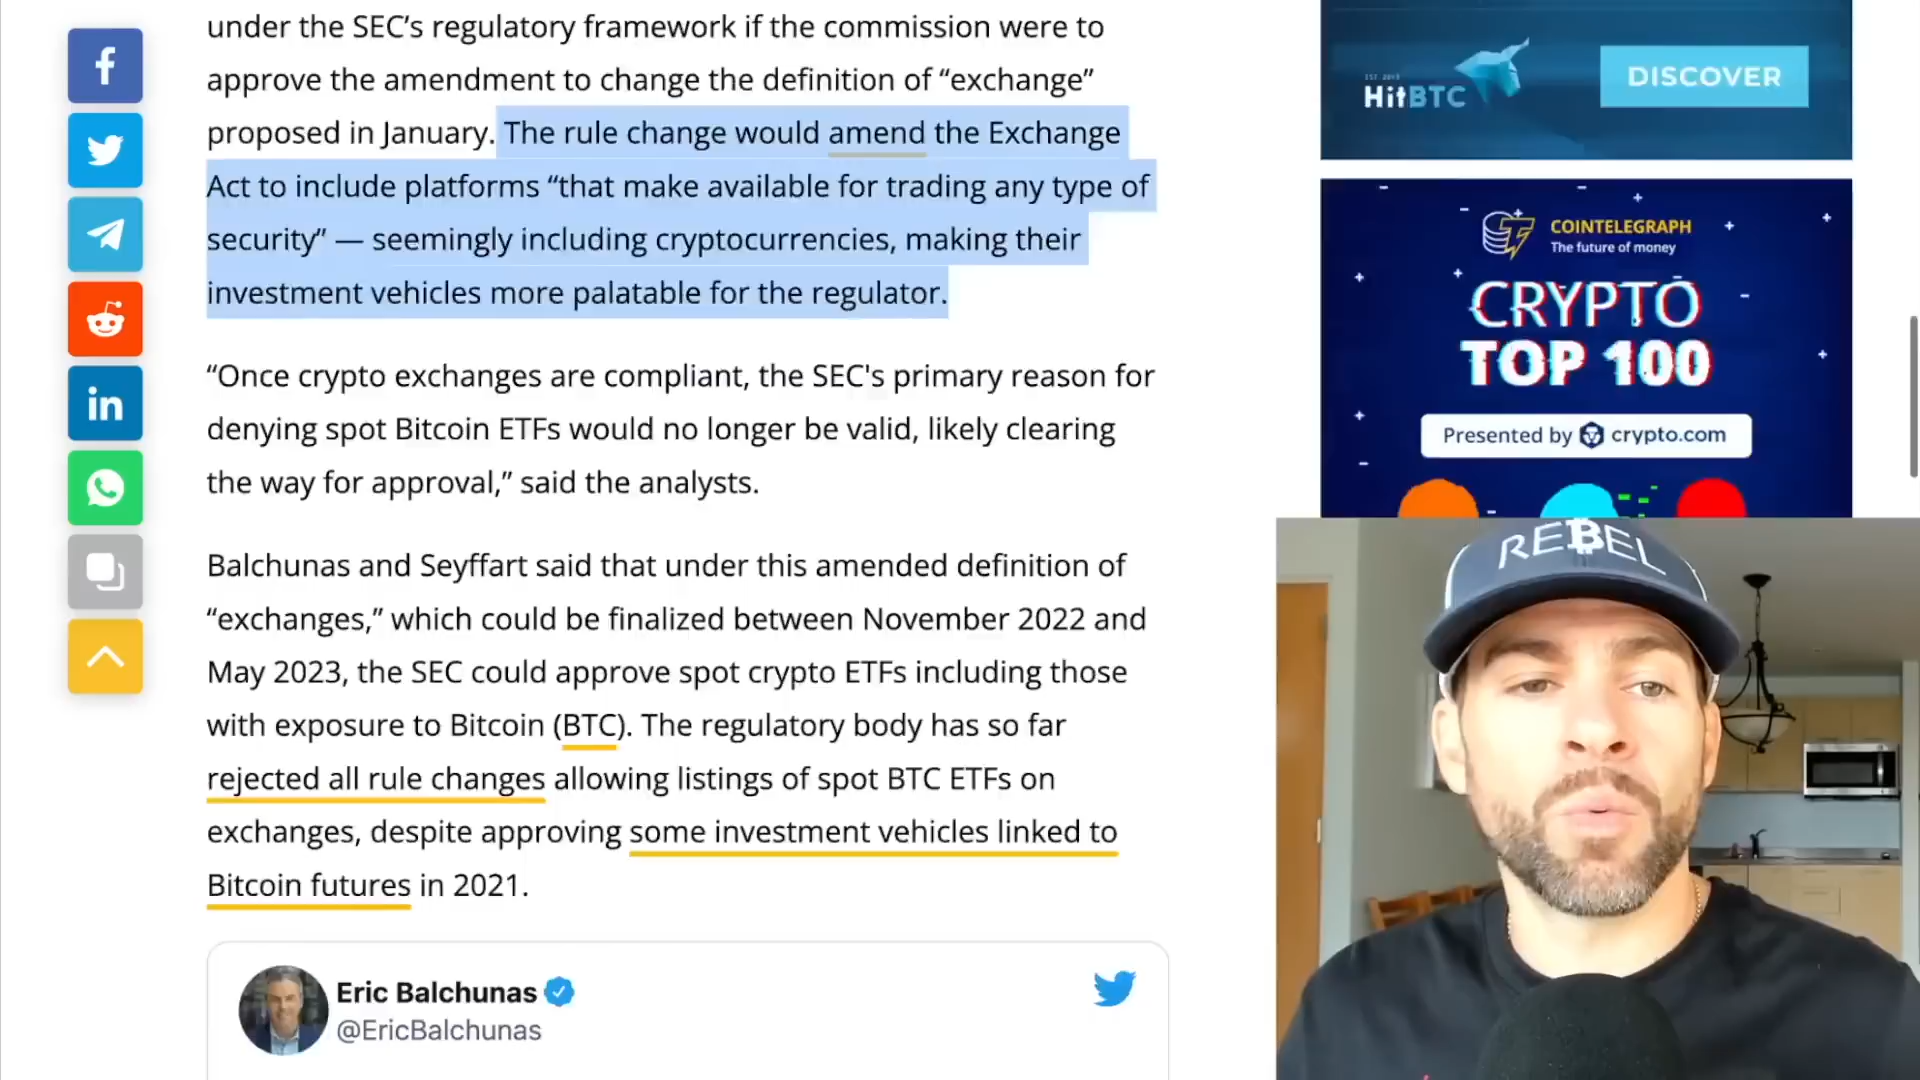 under the SEC’s regulatory framework if the commission were to
approve the amendment to change the definition of “exchange”
proposed in January. The rule change would amend the Exchange
Act to include platforms “that make available for trading any type of
security” — seemingly including cryptocurrencies, making their
investment vehicles more palatable for the regulator.
“Once crypto exchanges are compliant, the SEC's primary reason for
denying spot Bitcoin ETFs would no longer be valid, likely clearing
the way for approval,” said the analysts.
Balchunas and Seyffart said that under this amended definition of
“exchanges,” which could be finalized between November 2022 and
May 2023, the SEC could approve spot crypto ETFs including those
with exposure to Bitcoin (BTC). The regulatory body has so far
rejected all rule changes allowing listings of spot BTC ETFs on
exchanges, despite approving some investment vehicles linked to
Bitcoin futures in 2021.
Eric Balchunas
@EricBalchunas
HitBTC
DISCOVER
COINTELEGRAPH
The future of money
CRYPTO
TOP 100
Presented by crypto.com
REBEL